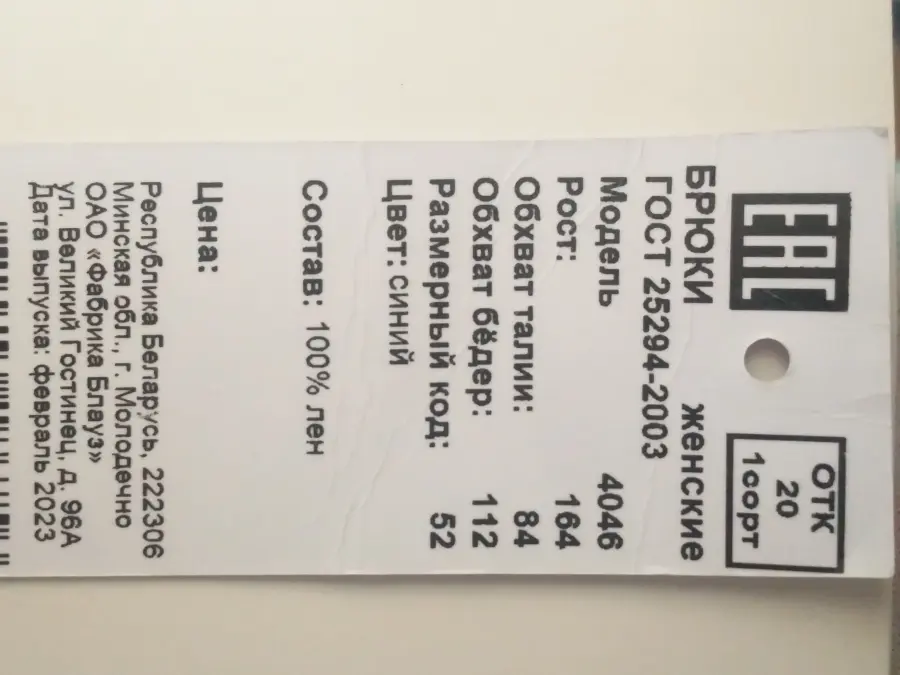 ЕАС
ОТК
20
1сорт
БРЮКИ женские
ГОСТ 25294-2003
Модель 4046
Рост: 164
Обхват талии: 84
Обхват бёдер: 112
Размерный код: 52
Цвет: синий
Состав: 100% лен
Цена:
Республика Беларусь, 222306
Минская обл., г. Молодечно
ОАО «Фабрика Блауз»
ул. Великий Гостинец, д. 96А
Дата выпуска: февраль 2023